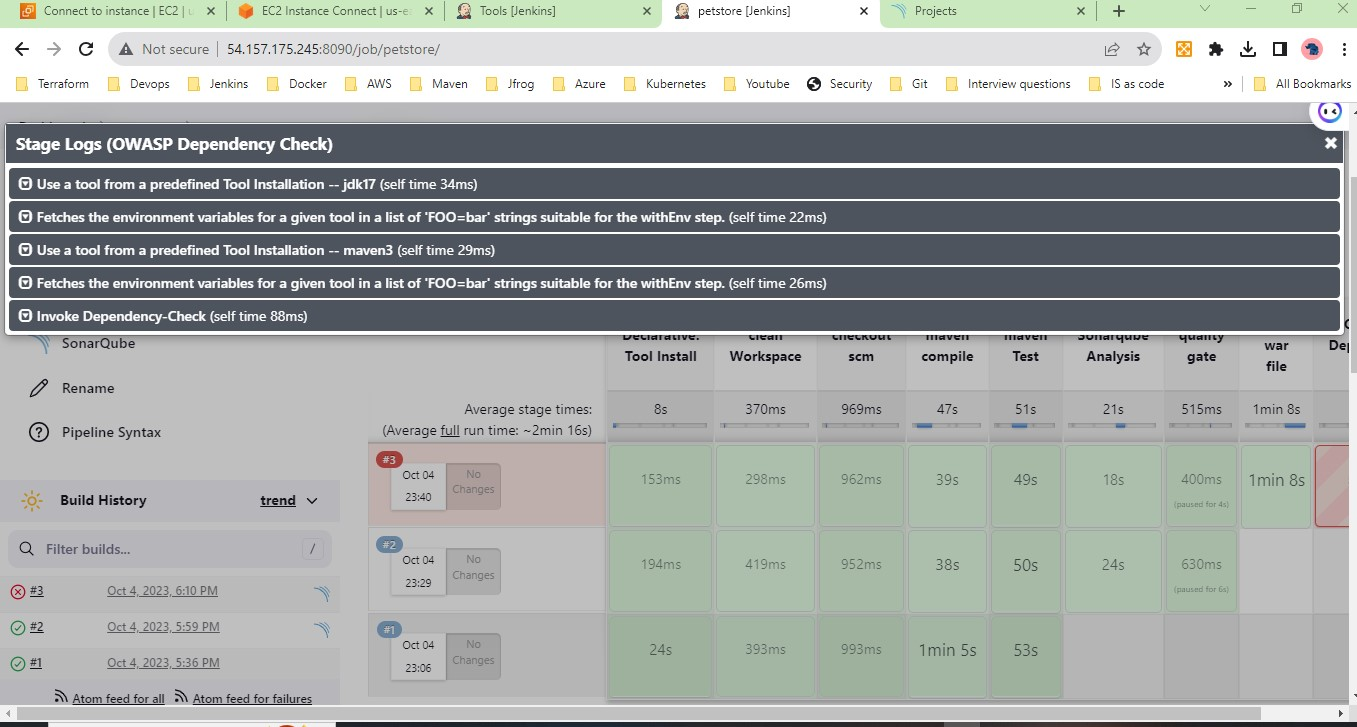 Connect to instance | EC2 | u
EC2 Instance Connect | us-e
Tools [Jenkins]
petstore [Jenkins]
Projects
Not secure
54.157.175.245:8090/job/petstore/
Terraform
Devops
Jenkins
Docker
AWS
Maven
Jfrog
Azure
Kubernetes
Youtube
Security
Git
Interview questions
IS as code
»
All Bookmarks
Stage Logs (OWASP Dependency Check)
Use a tool from a predefined Tool Installation -- jdk17 (self time 34ms)
Fetches the environment variables for a given tool in a list of 'FOO=bar' strings suitable for the withEnv step. (self time 22ms)
Use a tool from a predefined Tool Installation -- maven3 (self time 29ms)
Fetches the environment variables for a given tool in a list of 'FOO=bar' strings suitable for the withEnv step. (self time 26ms)
Invoke Dependency-Check (self time 88ms)
SonarQube
Rename
Pipeline Syntax
Build History
trend
Filter builds...
/
#3
Oct 4, 2023, 6:10 PM
#2
Oct 4, 2023, 5:59 PM
#1
Oct 4, 2023, 5:36 PM
Atom feed for all
Atom feed for failures
Declarative:
Tool Install
clean
Workspace
checkout
scm
maven
compile
maven
Test
Sonarqube
Analysis
quality
gate
war
file
Dep
Average stage times:
(Average full run time: ~2min 16s)
8s
370ms
969ms
47s
51s
21s
515ms
1min 8s
#3
Oct 04
23:40
No
Changes
153ms
298ms
962ms
39s
49s
18s
400ms
(paused for 4s)
1min 8s
#2
Oct 04
23:29
No
Changes
194ms
419ms
952ms
38s
50s
24s
630ms
(paused for 6s)
#1
Oct 04
23:06
No
Changes
24s
393ms
993ms
1min 5s
53s